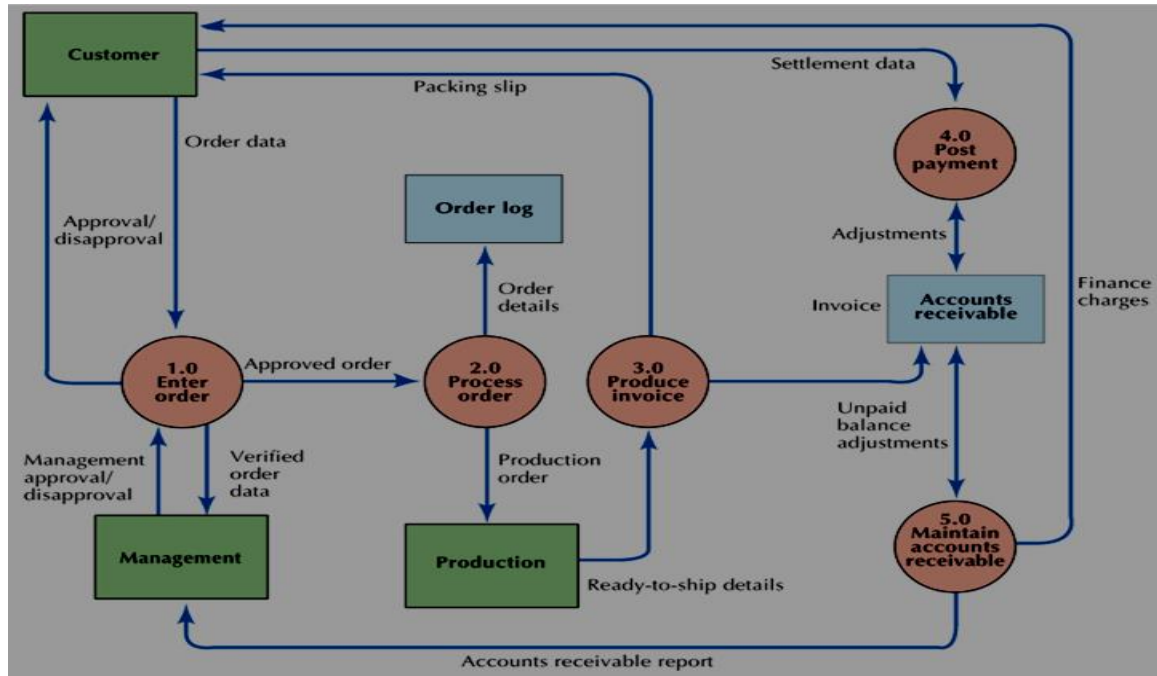 Customer
Settlement data
Packing slip
4.0
Post
payment
Order data
Order log
Approval/
disapproval
Adjustments
Order
details
Invoice
Accounts
receivable
Finance
charges
1.0
Enter
order
Approved order
2.0
Process
order
3.0
Produce
invoice
Unpaid
balance
adjustments
Management
approval/
disapproval
Verified
order
data
Production
order
5.0
Maintain
accounts
receivable
Management
Production
Ready-to-ship details
Accounts receivable report